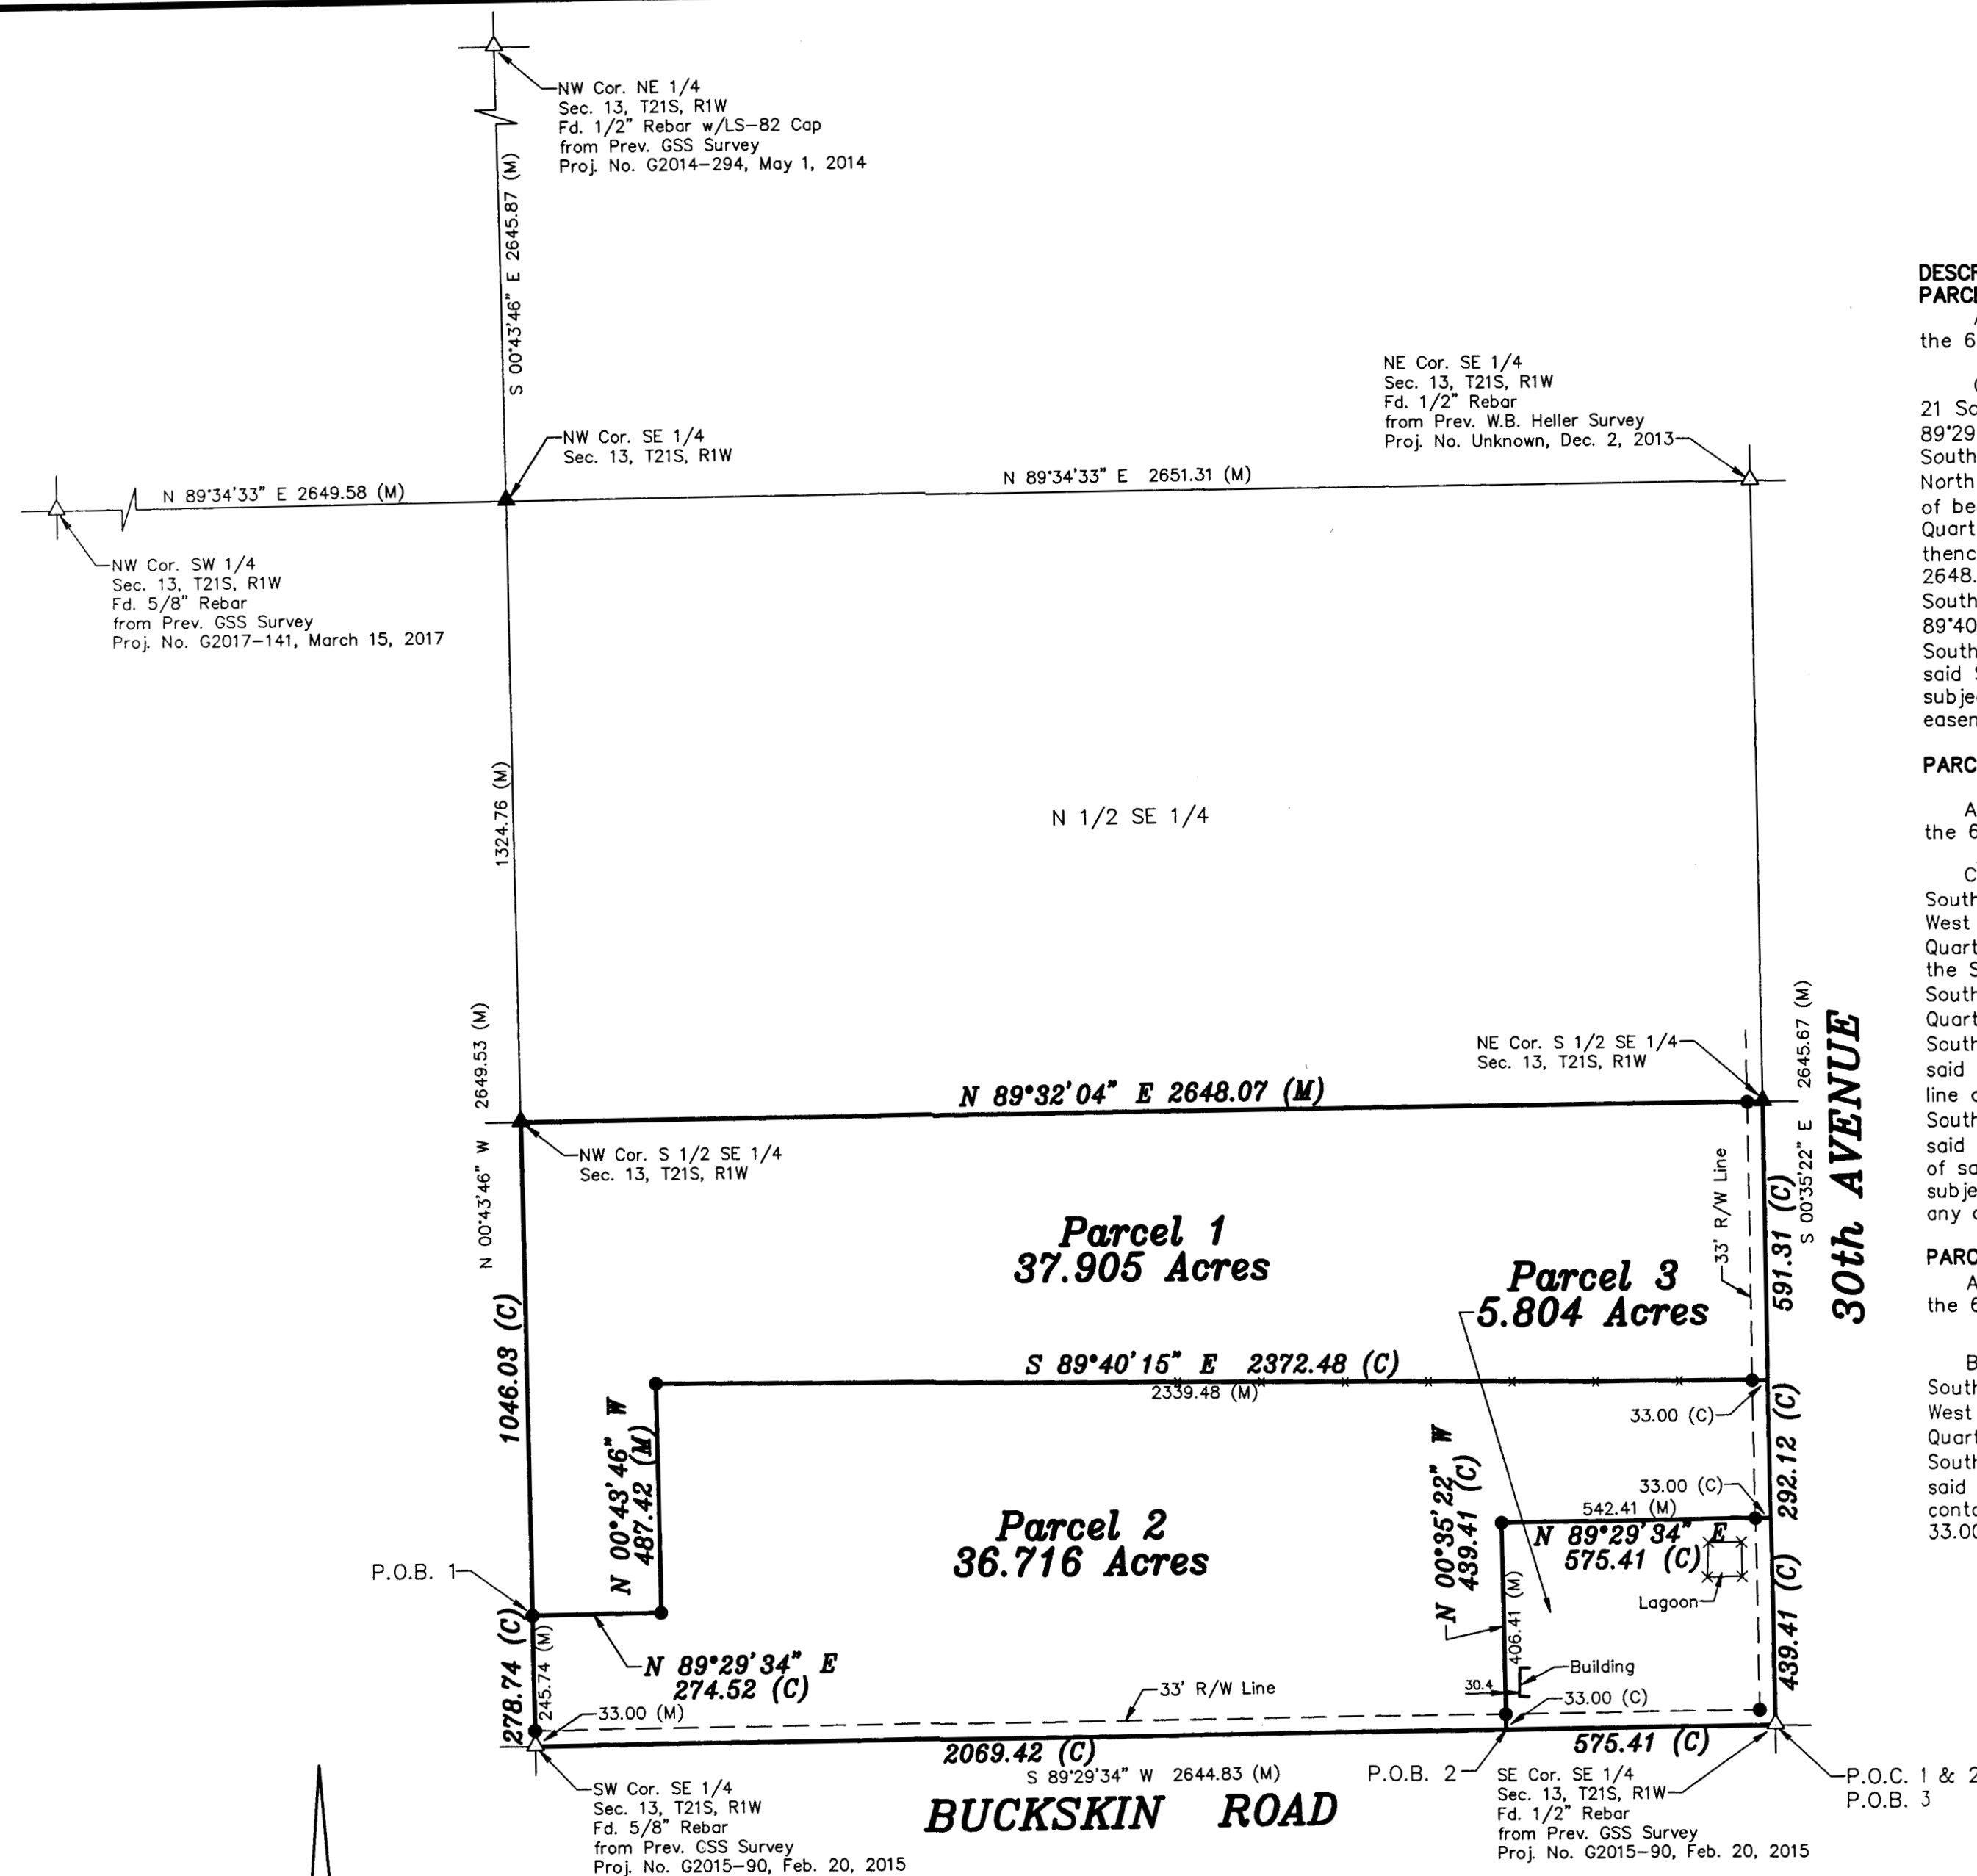 NW Cor. NE 1/4
Sec. 13, T21S, R1W
Fd. 1/2" Rebar w/LS-82 Cap
from Prev. GSS Survey
Proj. No. G2014-294, May 1, 2014
S 00°43'46" E 2645.87 (M)
NE Cor. SE 1/4
Sec. 13, T21S, R1W
Fd. 1/2" Rebar
from Prev. W.B. Heller Survey
Proj. No. Unknown, Dec. 2, 2013
NW Cor. SE 1/4
Sec. 13, T21S, R1W
N 89°34'33" E 2649.58 (M)
N 89°34'33" E 2651.31 (M)
NW Cor. SW 1/4
Sec. 13, T21S, R1W
Fd. 5/8" Rebar
from Prev. GSS Survey
Proj. No. G2017-141, March 15, 2017
1324.76 (M)
N 1/2 SE 1/4
N 00°43'46" W 2649.53 (M)
NE Cor. S 1/2 SE 1/4
Sec. 13, T21S, R1W
S 00°35'22" E 2645.67 (M)
30th AVENUE
N 89°32'04" E 2648.07 (M)
NW Cor. S 1/2 SE 1/4
Sec. 13, T21S, R1W
33' R/W Line
591.31 (C)
Parcel 1
37.905 Acres
Parcel 3
5.804 Acres
1046.03 (C)
S 89°40'15" E 2372.48 (C)
2339.48 (M)
33.00 (C)
292.12 (C)
N 00°43'46" W
487.42 (M)
N 00°35'22" W
439.41 (C)
33.00 (C)
542.41 (M)
N 89°29'34" E
575.41 (C)
Parcel 2
36.716 Acres
P.O.B. 1
Lagoon
406.41 (M)
439.41 (C)
278.74 (C)
245.74 (M)
N 89°29'34" E
274.52 (C)
Building
30.4
33.00 (C)
33.00 (M)
33' R/W Line
2069.42 (C)
575.41 (C)
S 89°29'34" W 2644.83 (M)
P.O.B. 2
BUCKSKIN ROAD
SW Cor. SE 1/4
Sec. 13, T21S, R1W
Fd. 5/8" Rebar
from Prev. GSS Survey
Proj. No. G2015-90, Feb. 20, 2015
SE Cor. SE 1/4
Sec. 13, T21S, R1W
Fd. 1/2" Rebar
from Prev. GSS Survey
Proj. No. G2015-90, Feb. 20, 2015
P.O.C. 1 & 2
P.O.B. 3
the 6
89°29
South
North
of be
Quart
thenc
2648.
South
89°40
South
said
subje
easen
PARC
A
the 6
C
South
West
Quart
the S
South
Quart
South
said
line o
South
said
of sa
subje
any o
PARC
A
the 6
B
South
West
Quart
South
said
conta
33.00